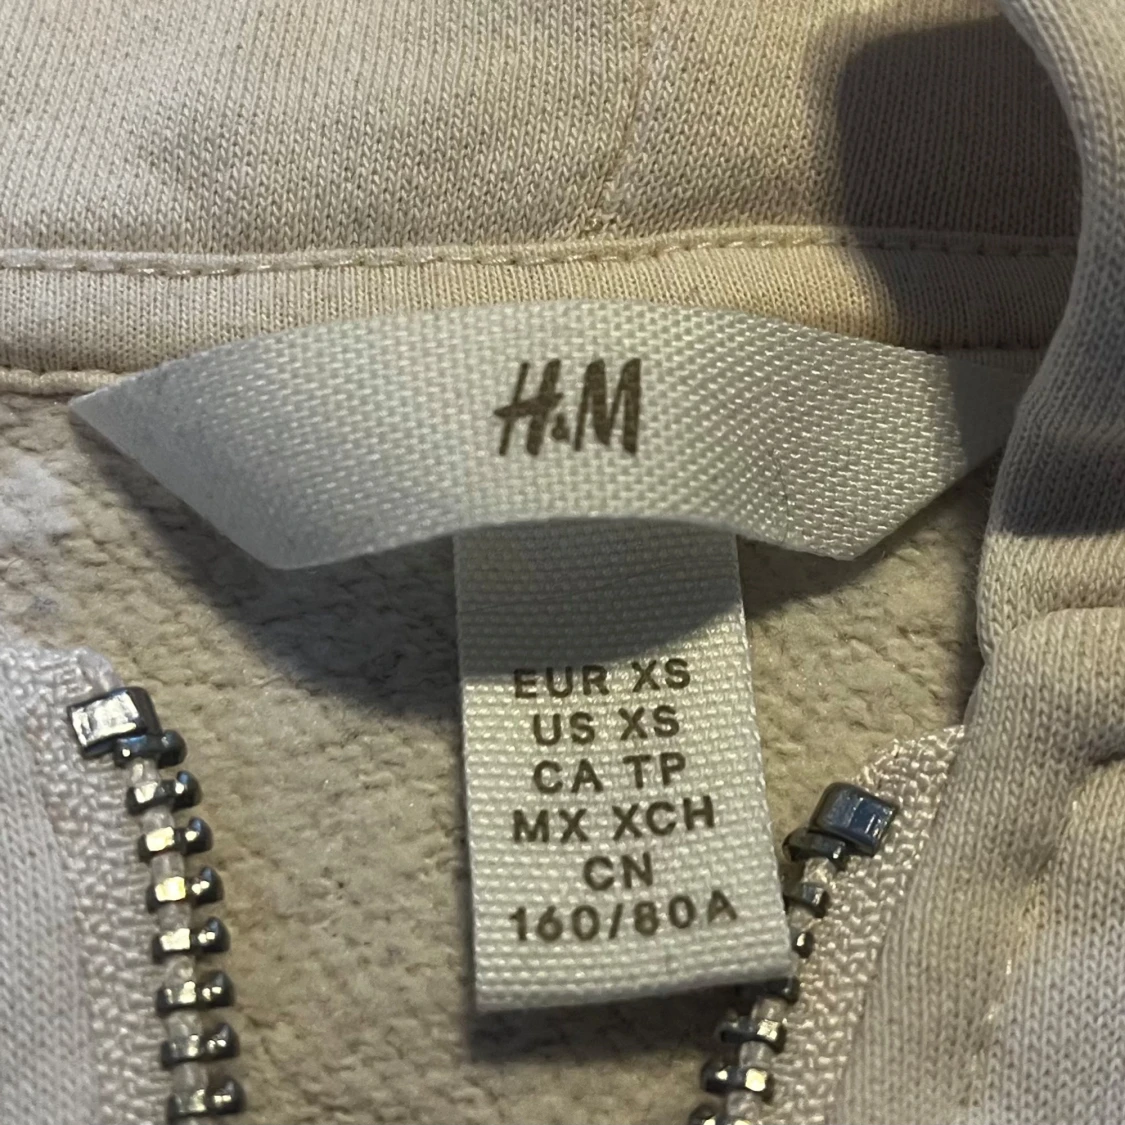 H&M
EUR XS
US XS
CA TP
MX XCH
CN
160/80A